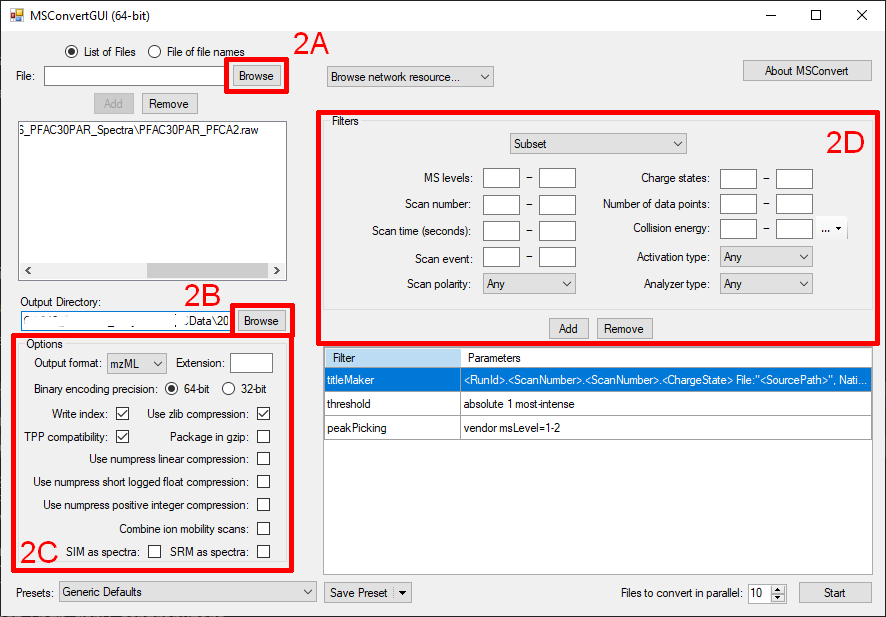 MSConvertGUI (64-bit)
List of Files File of file names 2A
File: Browse Browse network resource... About MSConvert
Add Remove
S_PFAC30PAR_Spectra\PFAC30PAR_PFCA2.raw
Filters
2D
Subset
MS levels: – Charge states: –
Scan number: – Number of data points: –
Scan time (seconds): – Collision energy: – ...
Scan event: – Activation type: Any
Scan polarity: Any Analyzer type: Any
Add Remove
2B
Output Directory:
Data\20 Browse
Options
Output format: mzML Extension:
Binary encoding precision: 64-bit 32-bit
Write index: Use zlib compression:
TPP compatibility: Package in gzip:
Use numpress linear compression:
Use numpress short logged float compression:
Use numpress positive integer compression:
Combine ion mobility scans:
2C SIM as spectra: SRM as spectra:
Filter Parameters
titleMaker <RunId>.<ScanNumber>.<ScanNumber>.<ChargeState> File:"<SourcePath>", Nati...
threshold absolute 1 most-intense
peakPicking vendor msLevel=1-2
Presets: Generic Defaults Save Preset Files to convert in parallel: 10 Start